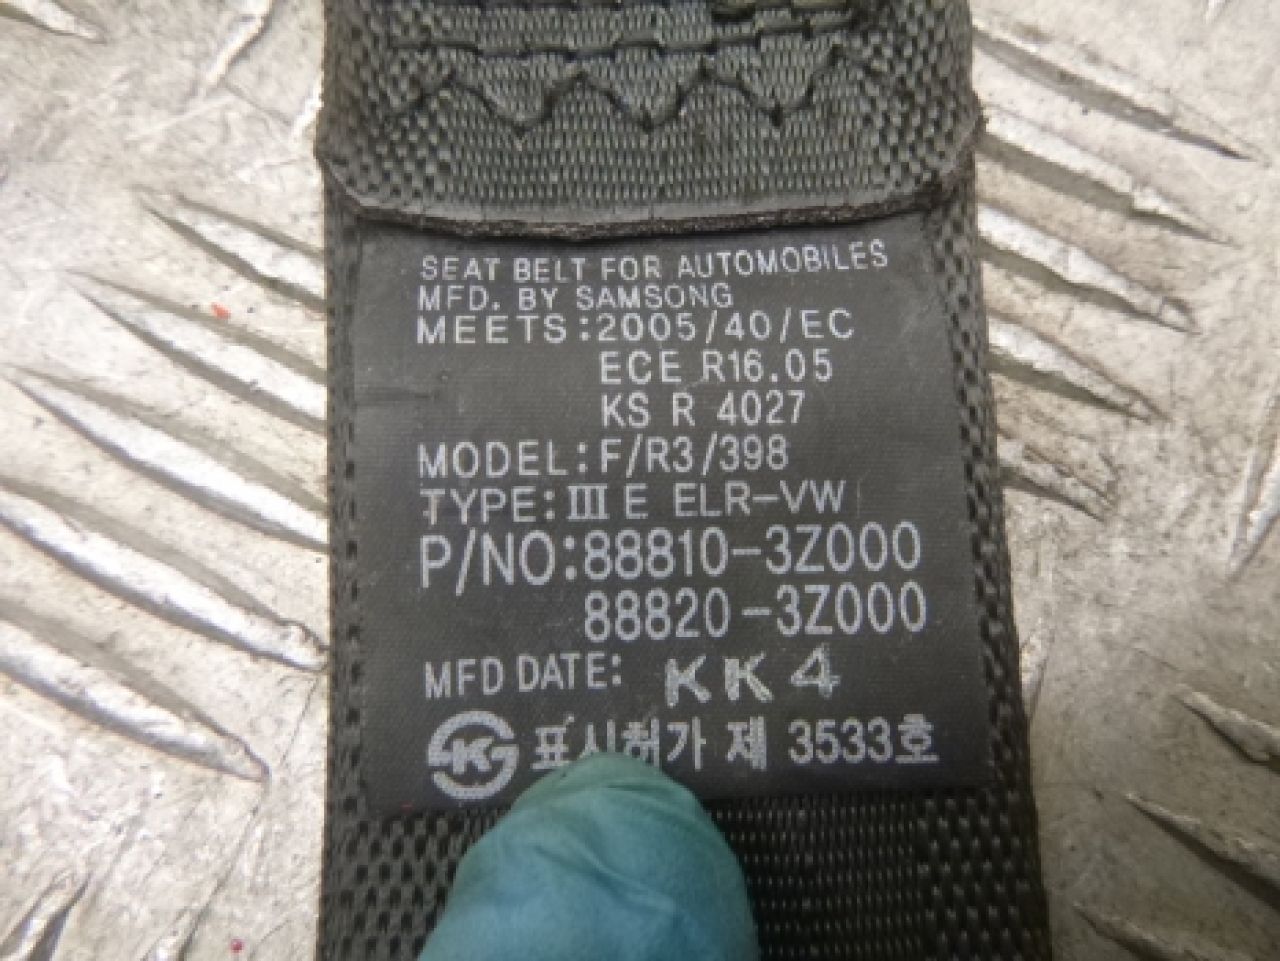 SEAT BELT FOR AUTOMOBILES
MFD. BY SAMSONG
MEETS:2005/40/EC
ECE R16.05
KS R 4027
MODEL:F/R3/398
TYPE:III E ELR-VW
P/NO:88810-3Z000
88820-3Z000
MFD DATE: KK4
표시허가 제 3533호